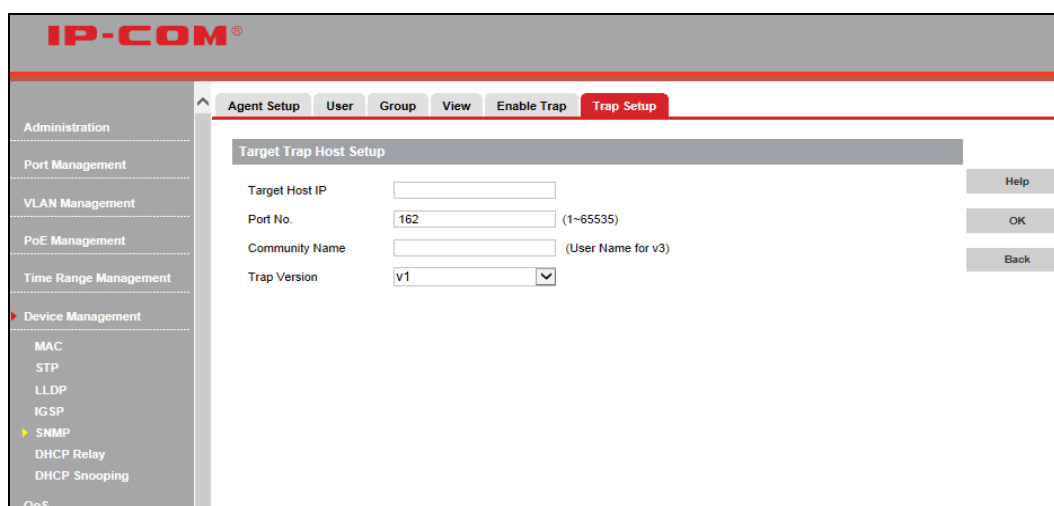 IP-COM®
Agent Setup User Group View Enable Trap Trap Setup
Administration
Port Management
VLAN Management
PoE Management
Time Range Management
Device Management
MAC
STP
LLDP
IGSP
SNMP
DHCP Relay
DHCP Snooping
QoS
Target Trap Host Setup
Target Host IP
Port No. 162 (1~65535)
Community Name (User Name for v3)
Trap Version v1
Help
OK
Back